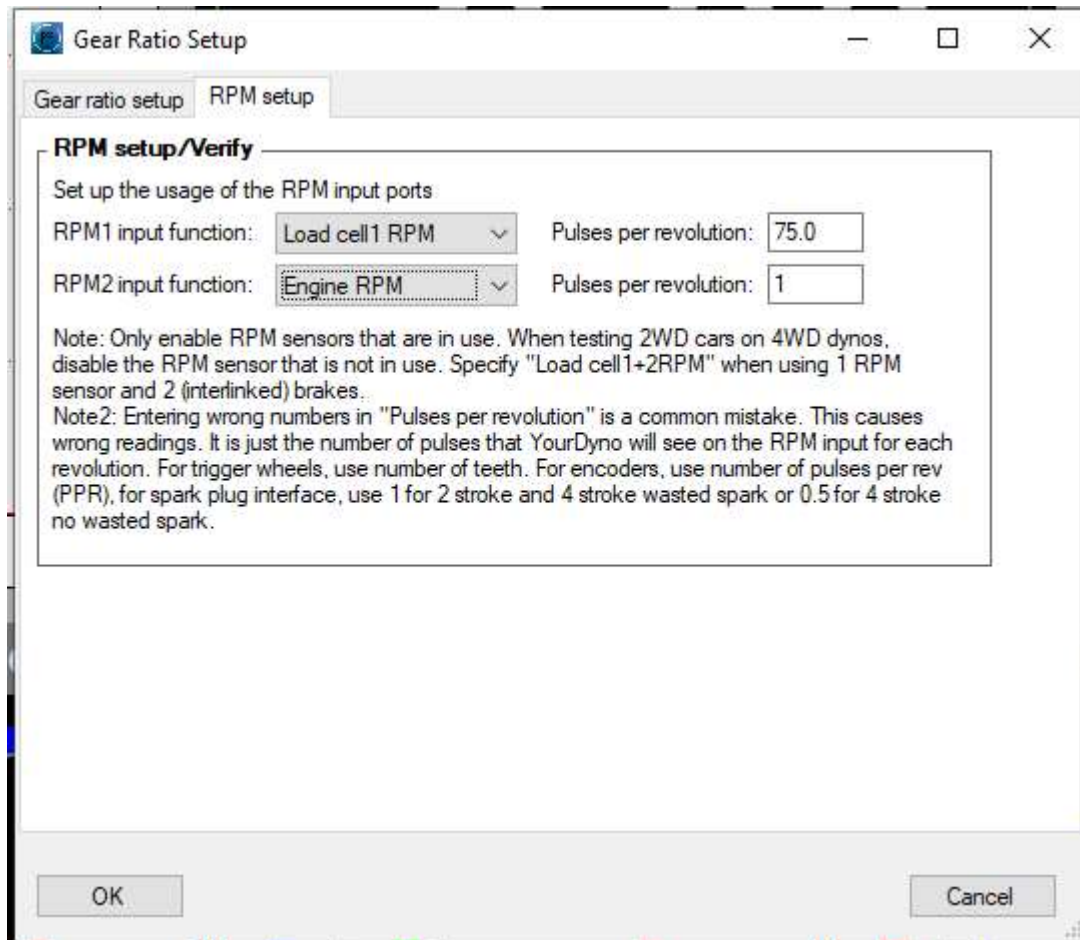 Gear Ratio Setup
Gear ratio setup
RPM setup
RPM setup/Verify
Set up the usage of the RPM input ports
RPM1 input function: Load cell1 RPM Pulses per revolution: 75.0
RPM2 input function: Engine RPM Pulses per revolution: 1
Note: Only enable RPM sensors that are in use. When testing 2WD cars on 4WD dynos,
disable the RPM sensor that is not in use. Specify "Load cell1+2RPM" when using 1 RPM
sensor and 2 (interlinked) brakes.
Note2: Entering wrong numbers in "Pulses per revolution" is a common mistake. This causes
wrong readings. It is just the number of pulses that YourDyno will see on the RPM input for each
revolution. For trigger wheels, use number of teeth. For encoders, use number of pulses per rev
(PPR), for spark plug interface, use 1 for 2 stroke and 4 stroke wasted spark or 0.5 for 4 stroke
no wasted spark.
OK
Cancel